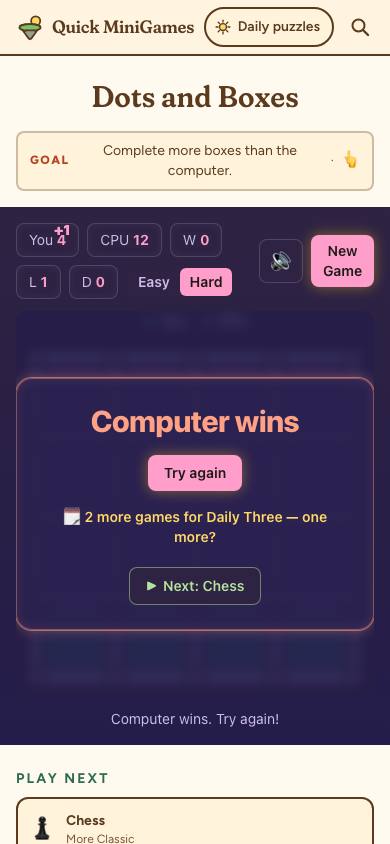 Quick MiniGames
Daily puzzles
Dots and Boxes
GOAL
Complete more boxes than the
computer.
·
You 4
+1
CPU 12
W 0
L 1
D 0
Easy
Hard
New
Game
Computer wins
Try again
2 more games for Daily Three — one
more?
Next: Chess
Computer wins. Try again!
PLAY NEXT
Chess
More Classic